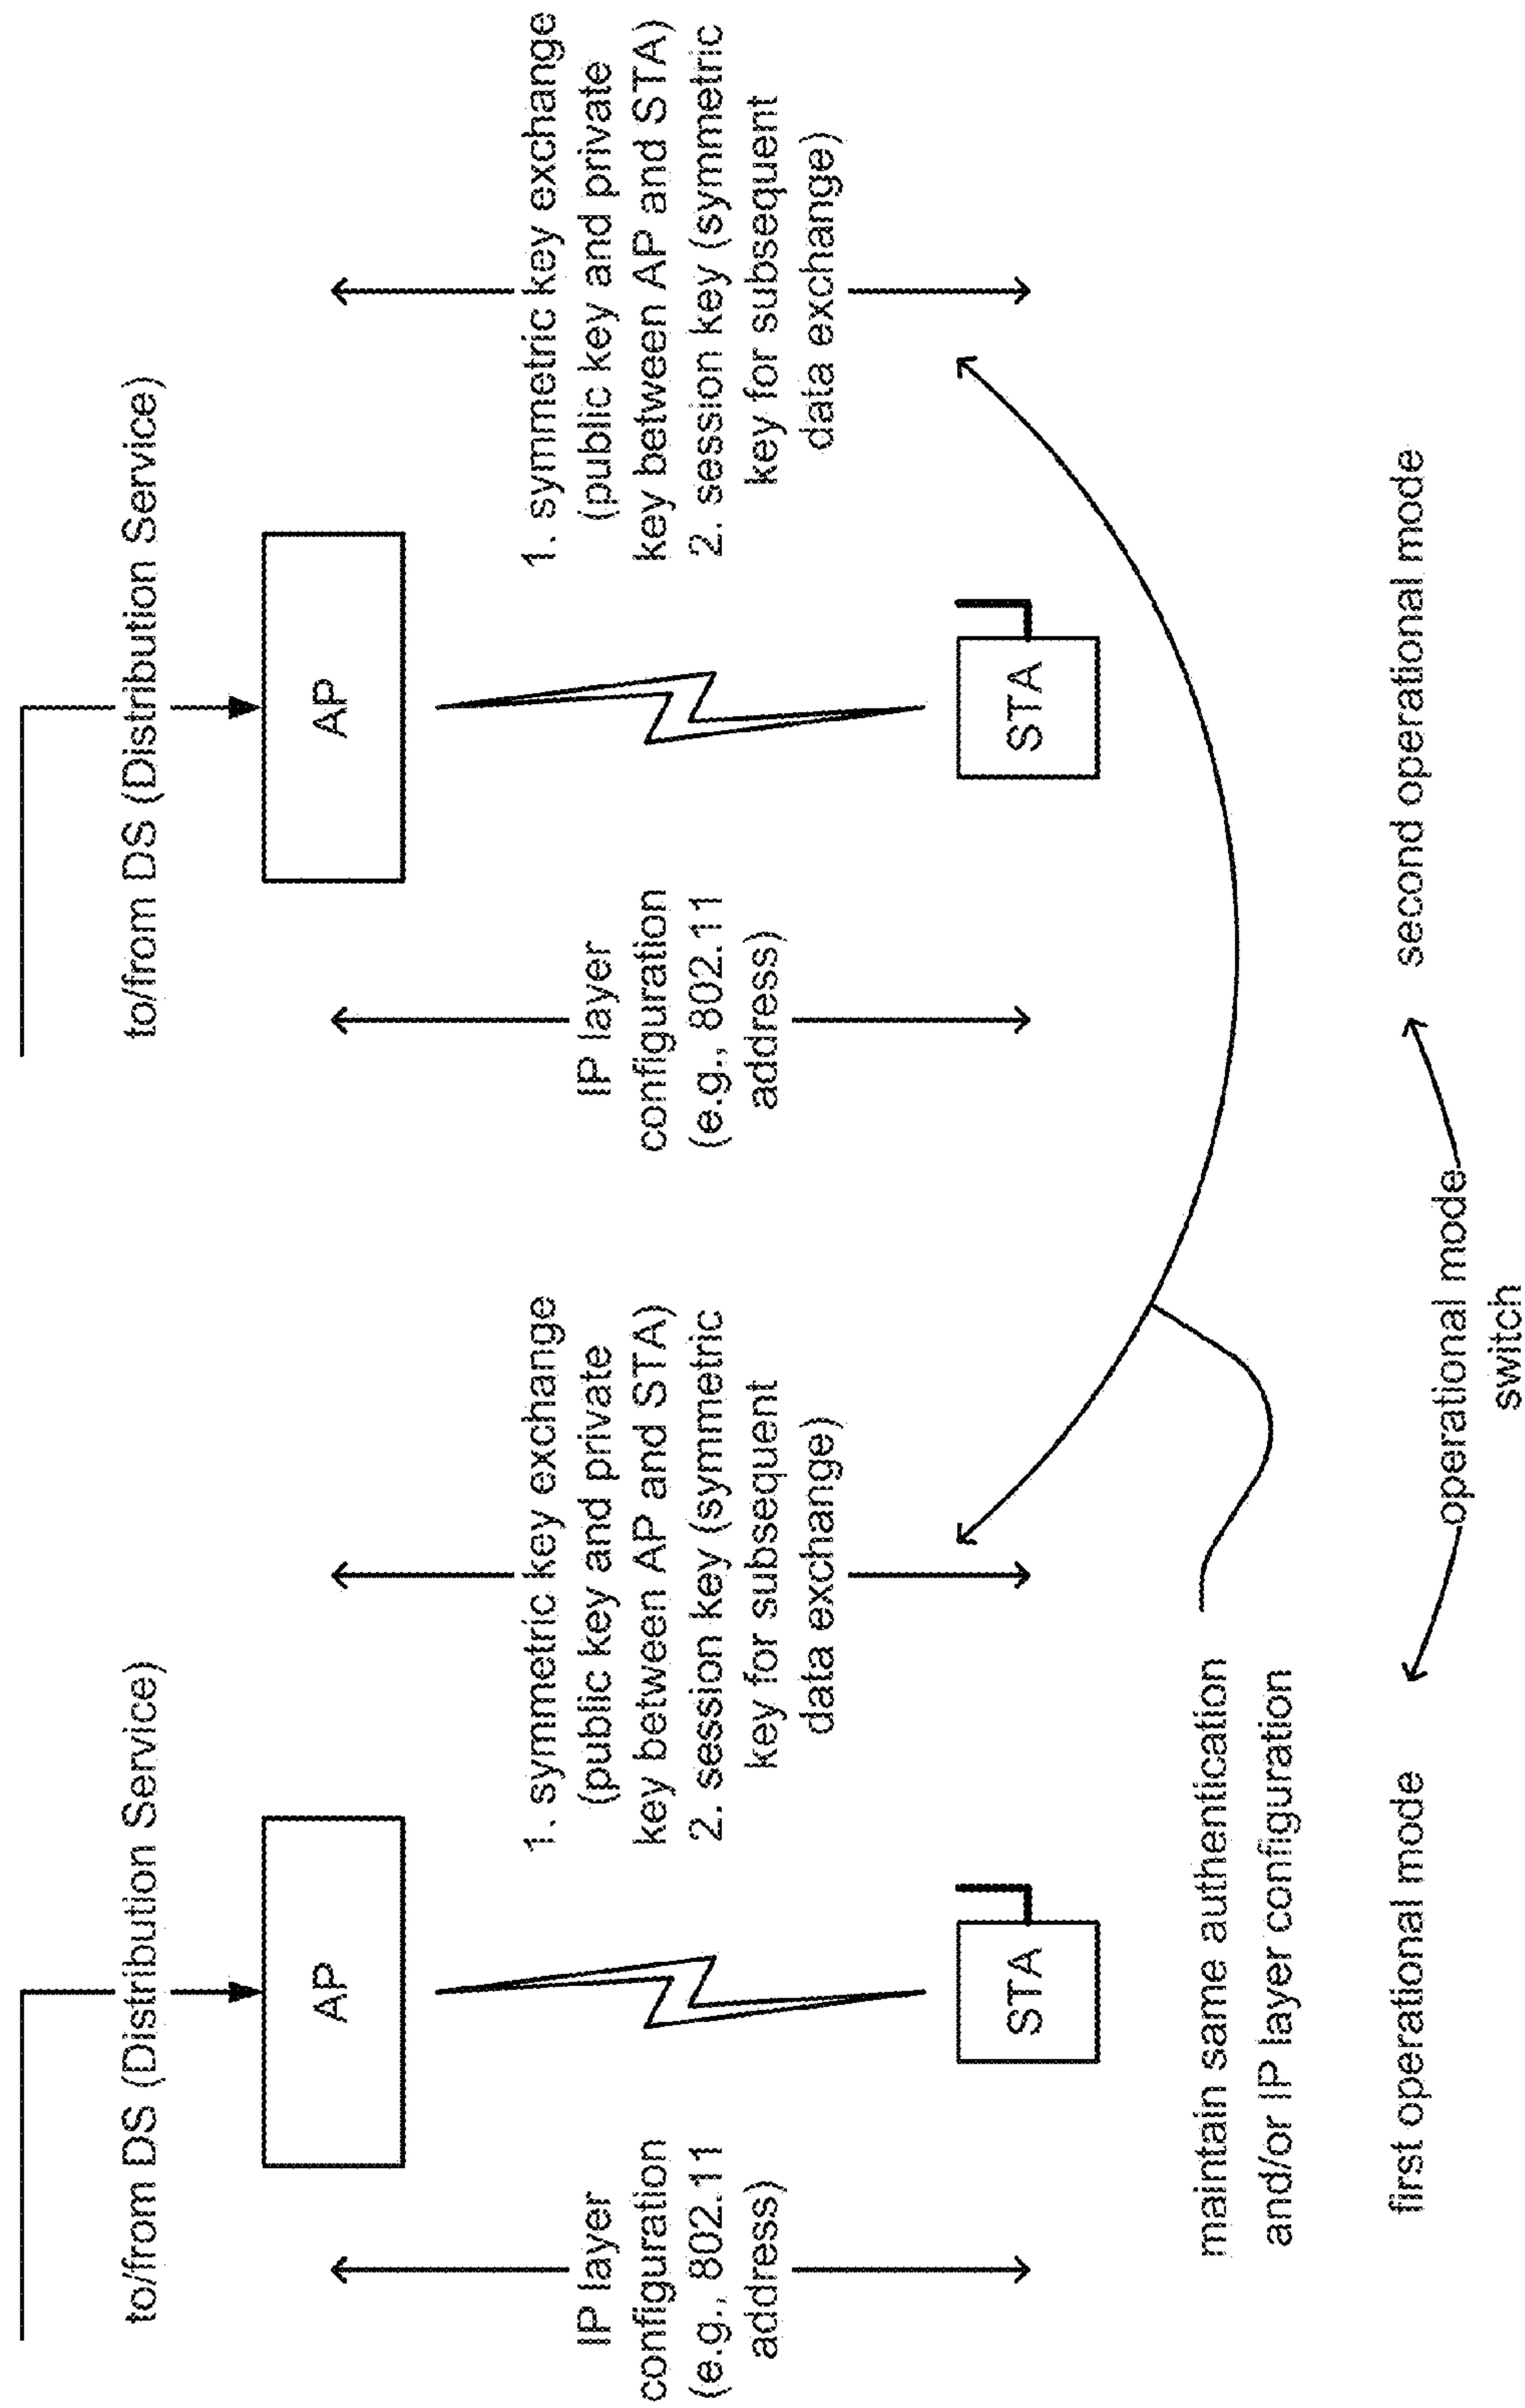 to/from DS (Distribution Service)
AP
IP layer
configuration
(e.g., 802.11
address)
1. symmetric key exchange
(public key and private
key between AP and STA)
2. session key (symmetric
key for subsequent
data exchange)
STA
maintain same authentication
and/or IP layer configuration
first operational mode
to/from DS (Distribution Service)
AP
IP layer
configuration
(e.g., 802.11
address)
1. symmetric key exchange
(public key and private
key between AP and STA)
2. session key (symmetric
key for subsequent
data exchange)
STA
second operational mode
operational mode
switch